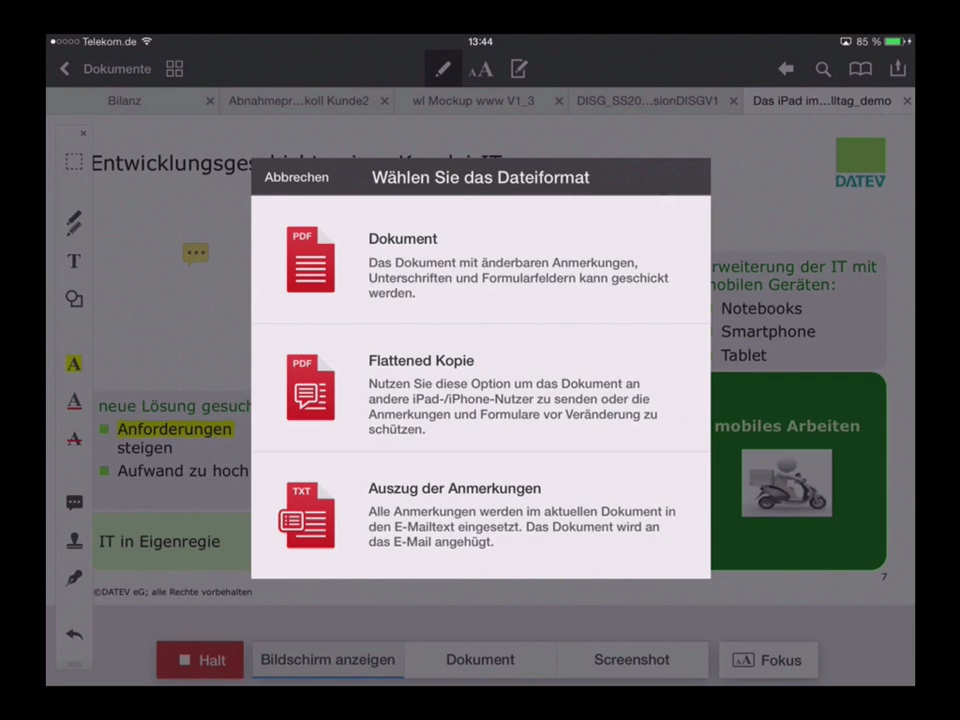 Telekom.de
13:44
85 %
Dokumente
AA
Bilanz
Abnahmepr...koll Kunde2
wl Mockup www V1_3
DISG_SS20...sionDISGV1
Das iPad im...lltag_demo
DATEV
Abbrechen
Wählen Sie das Dateiformat
PDF
Dokument
Das Dokument mit änderbaren Anmerkungen,
Unterschriften und Formularfeldern kann geschickt
werden.
PDF
Flattened Kopie
Nutzen Sie diese Option um das Dokument an
andere iPad-/iPhone-Nutzer zu senden oder die
Anmerkungen und Formulare vor Veränderung zu
schützen.
TXT
Auszug der Anmerkungen
Alle Anmerkungen werden im aktuellen Dokument in
den E-Mailtext eingesetzt. Das Dokument wird an
das E-Mail angehügt.
T
A
A
A
neue Lösung gesuch
Anforderungen
steigen
Aufwand zu hoch
IT in Eigenregie
rweiterung der IT mit
mobilen Geräten:
Notebooks
Smartphone
Tablet
mobiles Arbeiten
7
©DATEV eG; alle Rechte vorbehalten
Halt
Bildschirm anzeigen
Dokument
Screenshot
AA Fokus